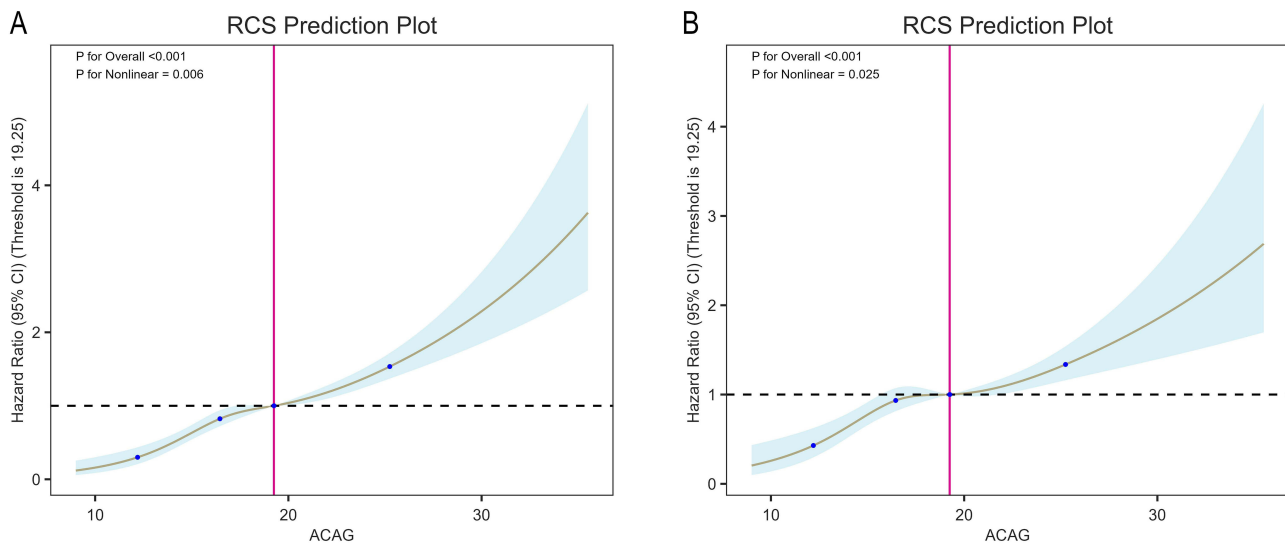 A
RCS Prediction Plot
P for Overall <0.001
P for Nonlinear = 0.006
Hazard Ratio (95% CI) (Threshold is 19.25)
4
2
0
10 20 30
ACAG
B
RCS Prediction Plot
P for Overall <0.001
P for Nonlinear = 0.025
Hazard Ratio (95% CI) (Threshold is 19.25)
4
3
2
1
0
10 20 30
ACAG